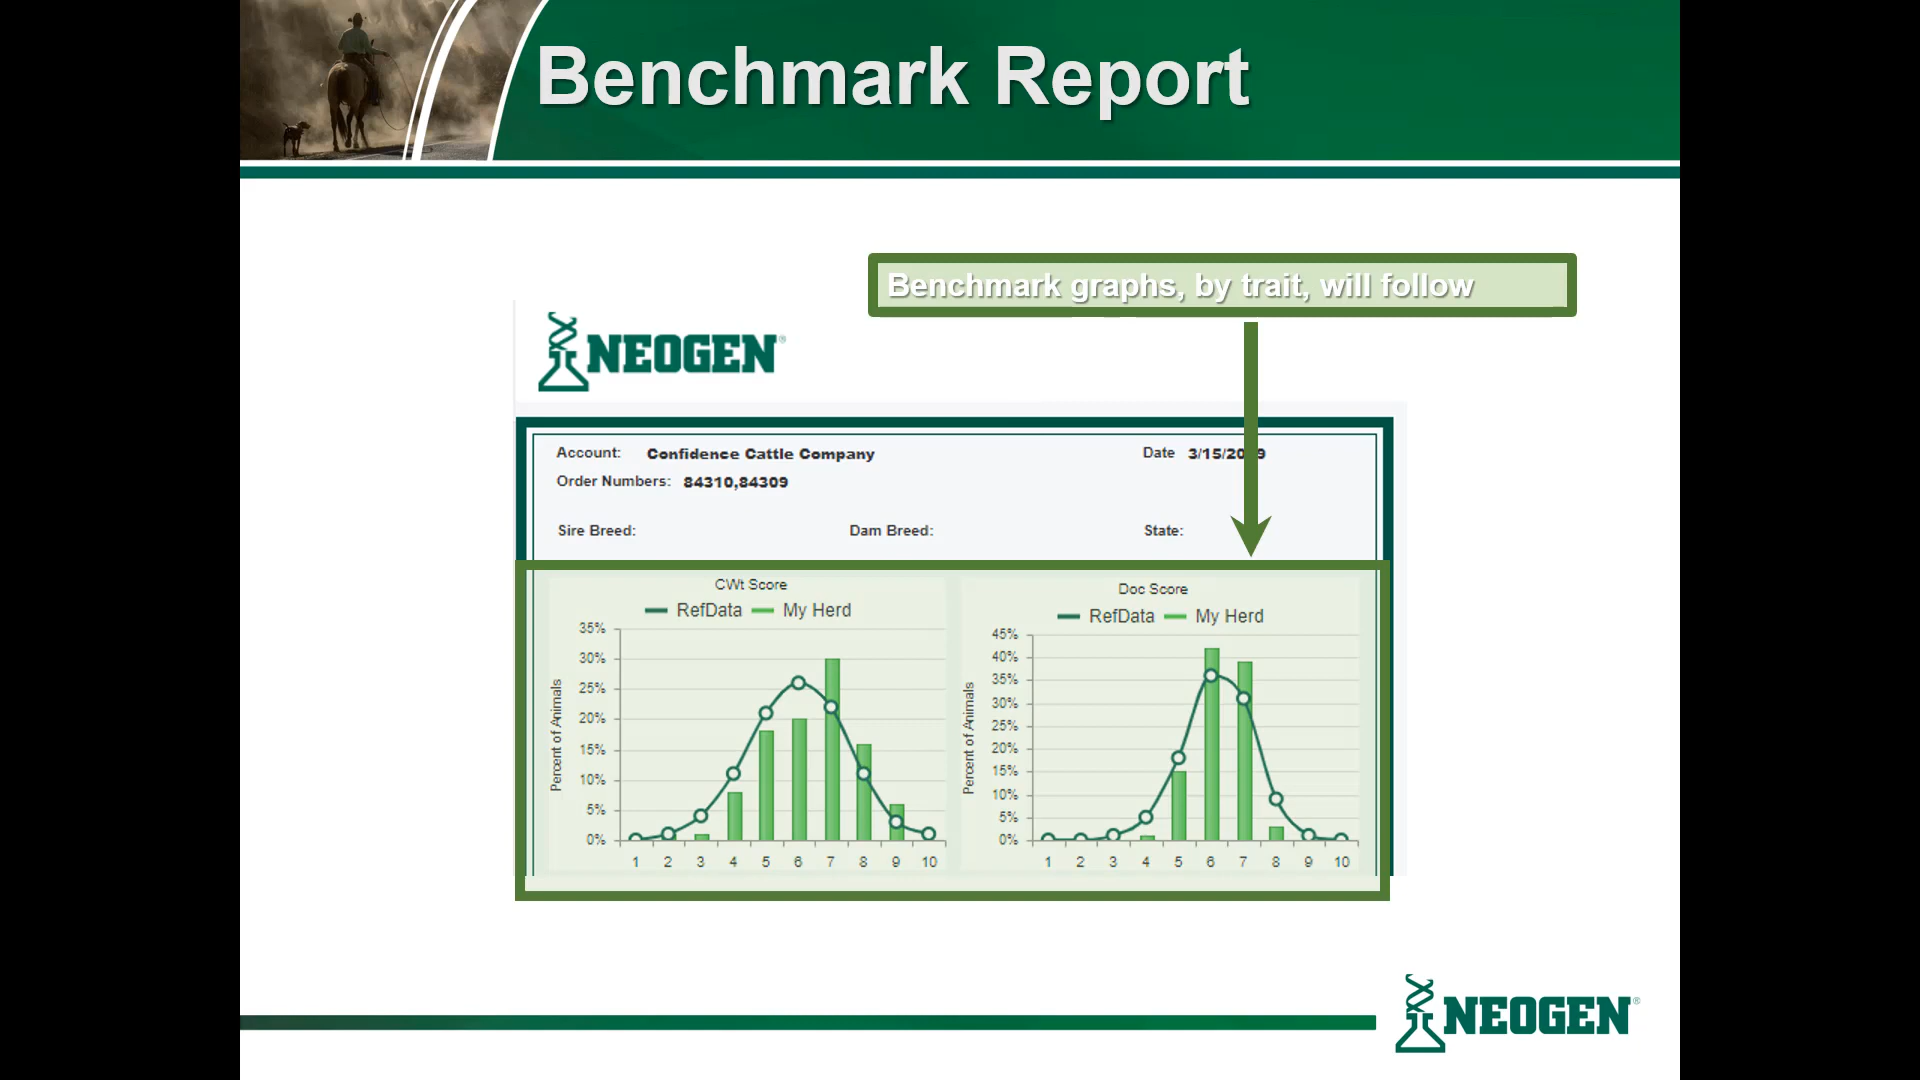 Benchmark Report
Benchmark graphs, by trait, will follow
NEOGEN®
Account: Confidence Cattle Company
Date
Order Numbers: 84310,84309
Sire Breed:
Dam Breed:
State:
CWt Score
RefData My Herd
35%
30%
25%
20%
15%
10%
5%
0%
Percent of Animals
1 2 3 4 5 6 7 8 9 10
Doc Score
RefData My Herd
45%
40%
35%
30%
25%
20%
15%
10%
5%
0%
Percent of Animals
1 2 3 4 5 6 7 8 9 10
NEOGEN®